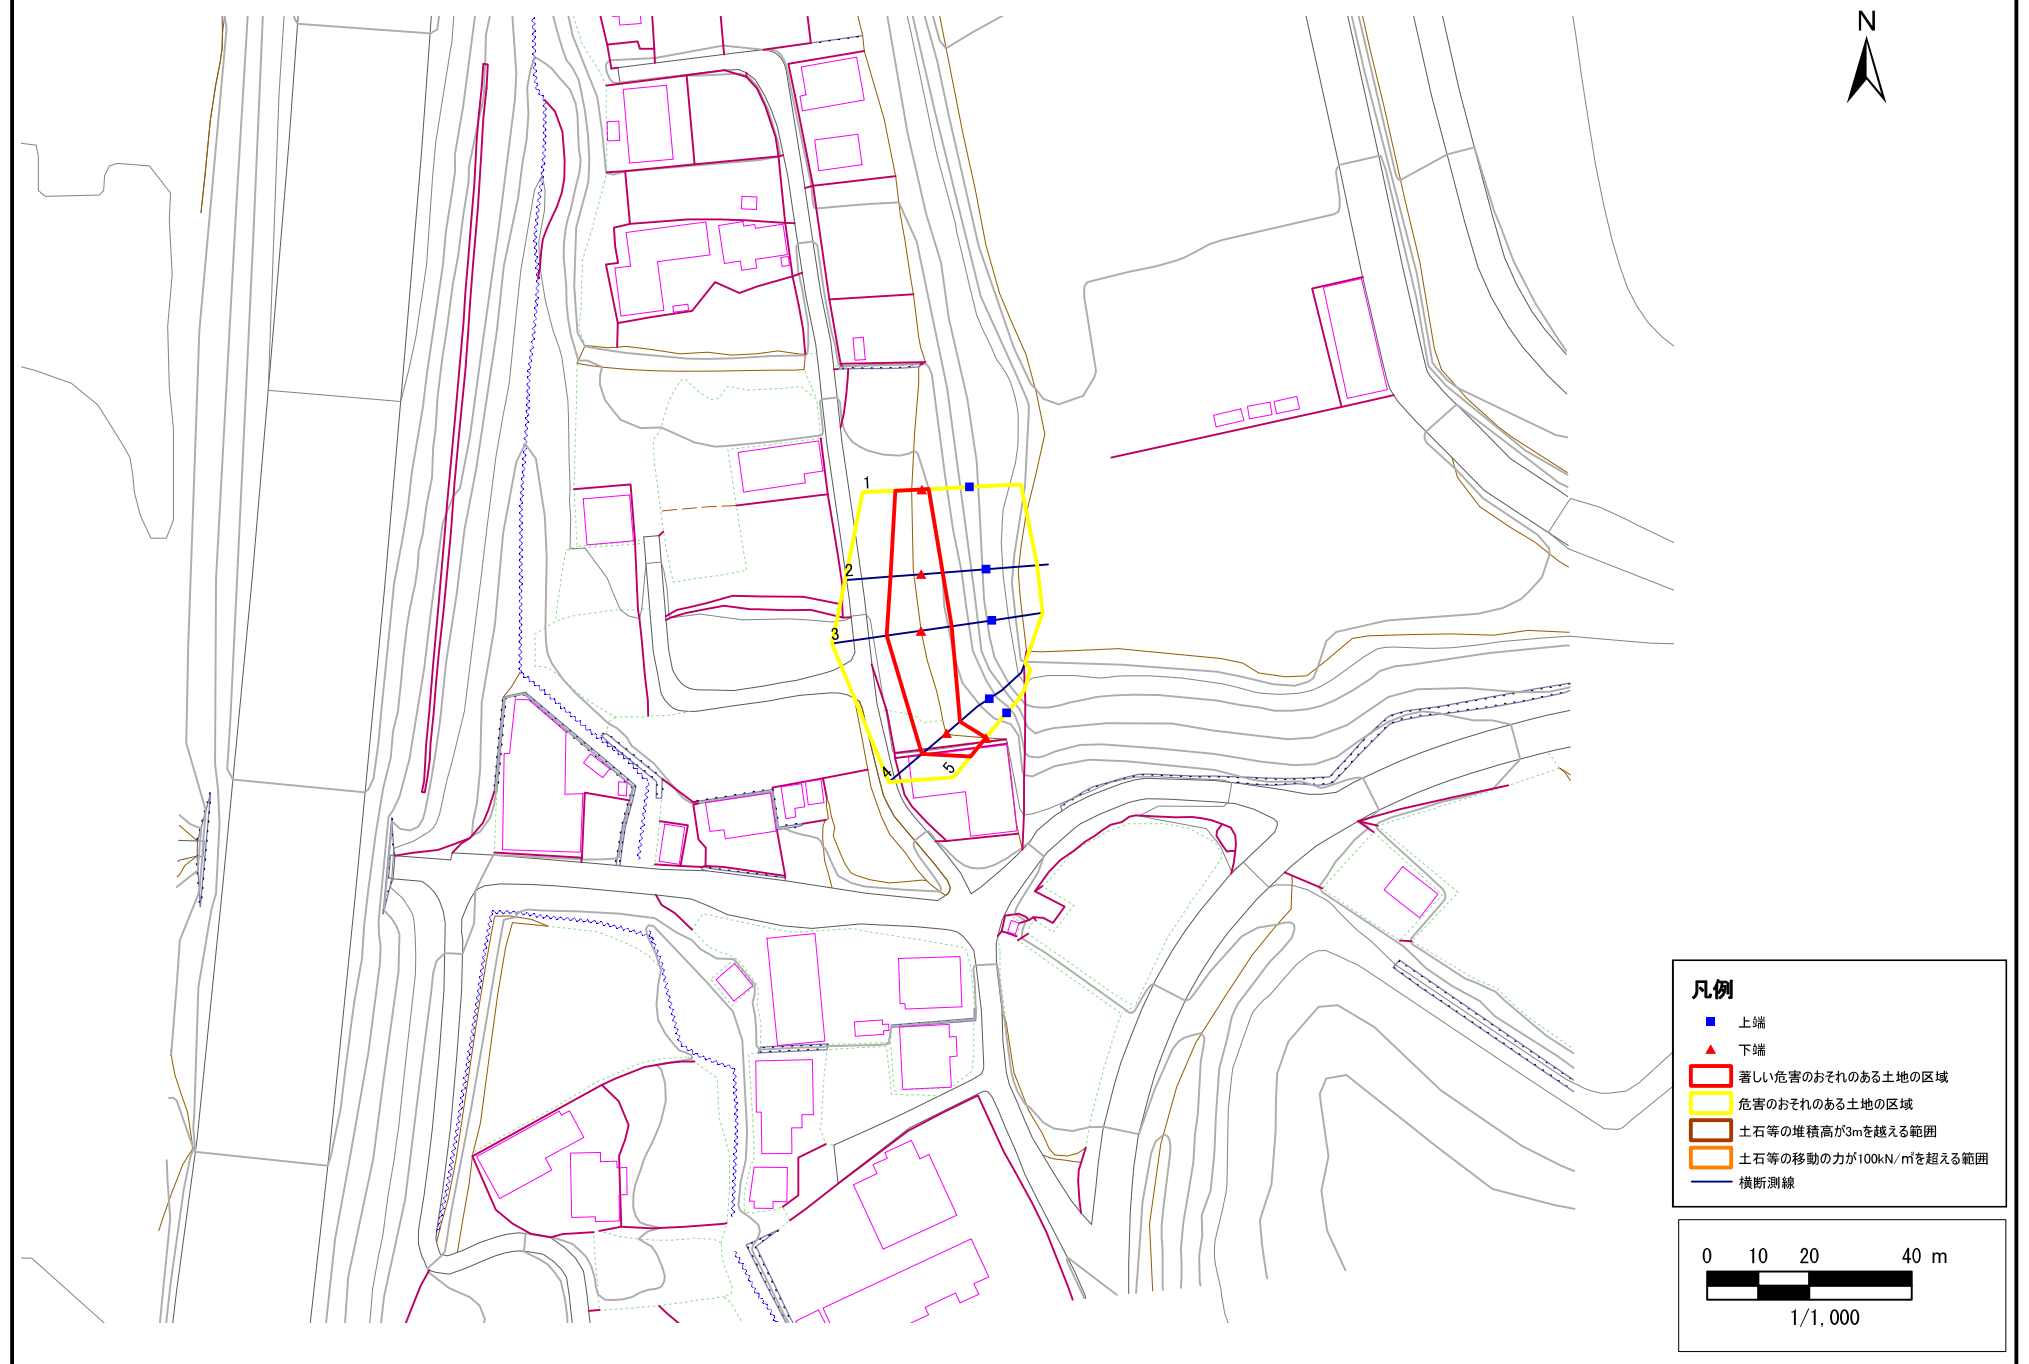 N
1
2
3
4
5
凡例
上端
下端
著しい危害のおそれのある土地の区域
危害のおそれのある土地の区域
土石等の堆積高が3mを越える範囲
土石等の移動の力が100kN/㎡を超える範囲
横断測線
0 10 20 40 m
1/1,000